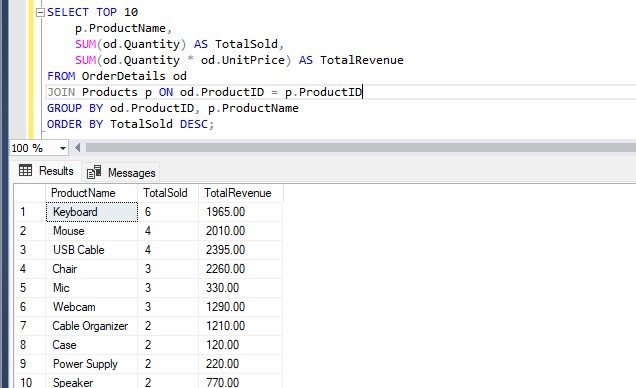 SELECT TOP 10
p.ProductName,
SUM(od.Quantity) AS TotalSold,
SUM(od.Quantity * od.UnitPrice) AS TotalRevenue
FROM OrderDetails od
JOIN Products p ON od.ProductID = p.ProductID
GROUP BY od.ProductID, p.ProductName
ORDER BY TotalSold DESC;
100 %
Results Messages
ProductName TotalSold TotalRevenue
1 Keyboard 6 1965.00
2 Mouse 4 2010.00
3 USB Cable 4 2395.00
4 Chair 3 2260.00
5 Mic 3 330.00
6 Webcam 3 1290.00
7 Cable Organizer 2 1210.00
8 Case 2 120.00
9 Power Supply 2 220.00
10 Speaker 2 770.00